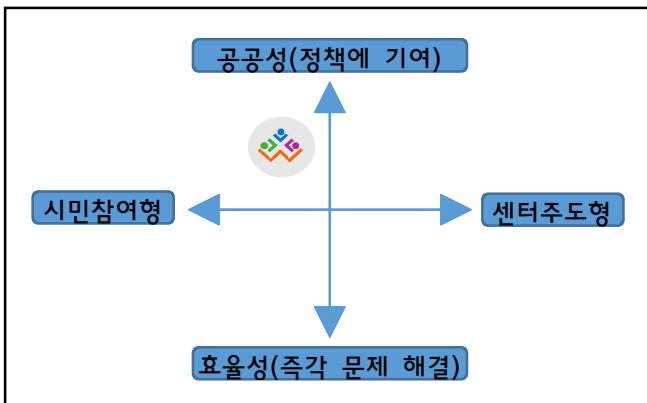 공공성(정책에 기여)
시민참여형
센터주도형
효율성(즉각 문제 해결)